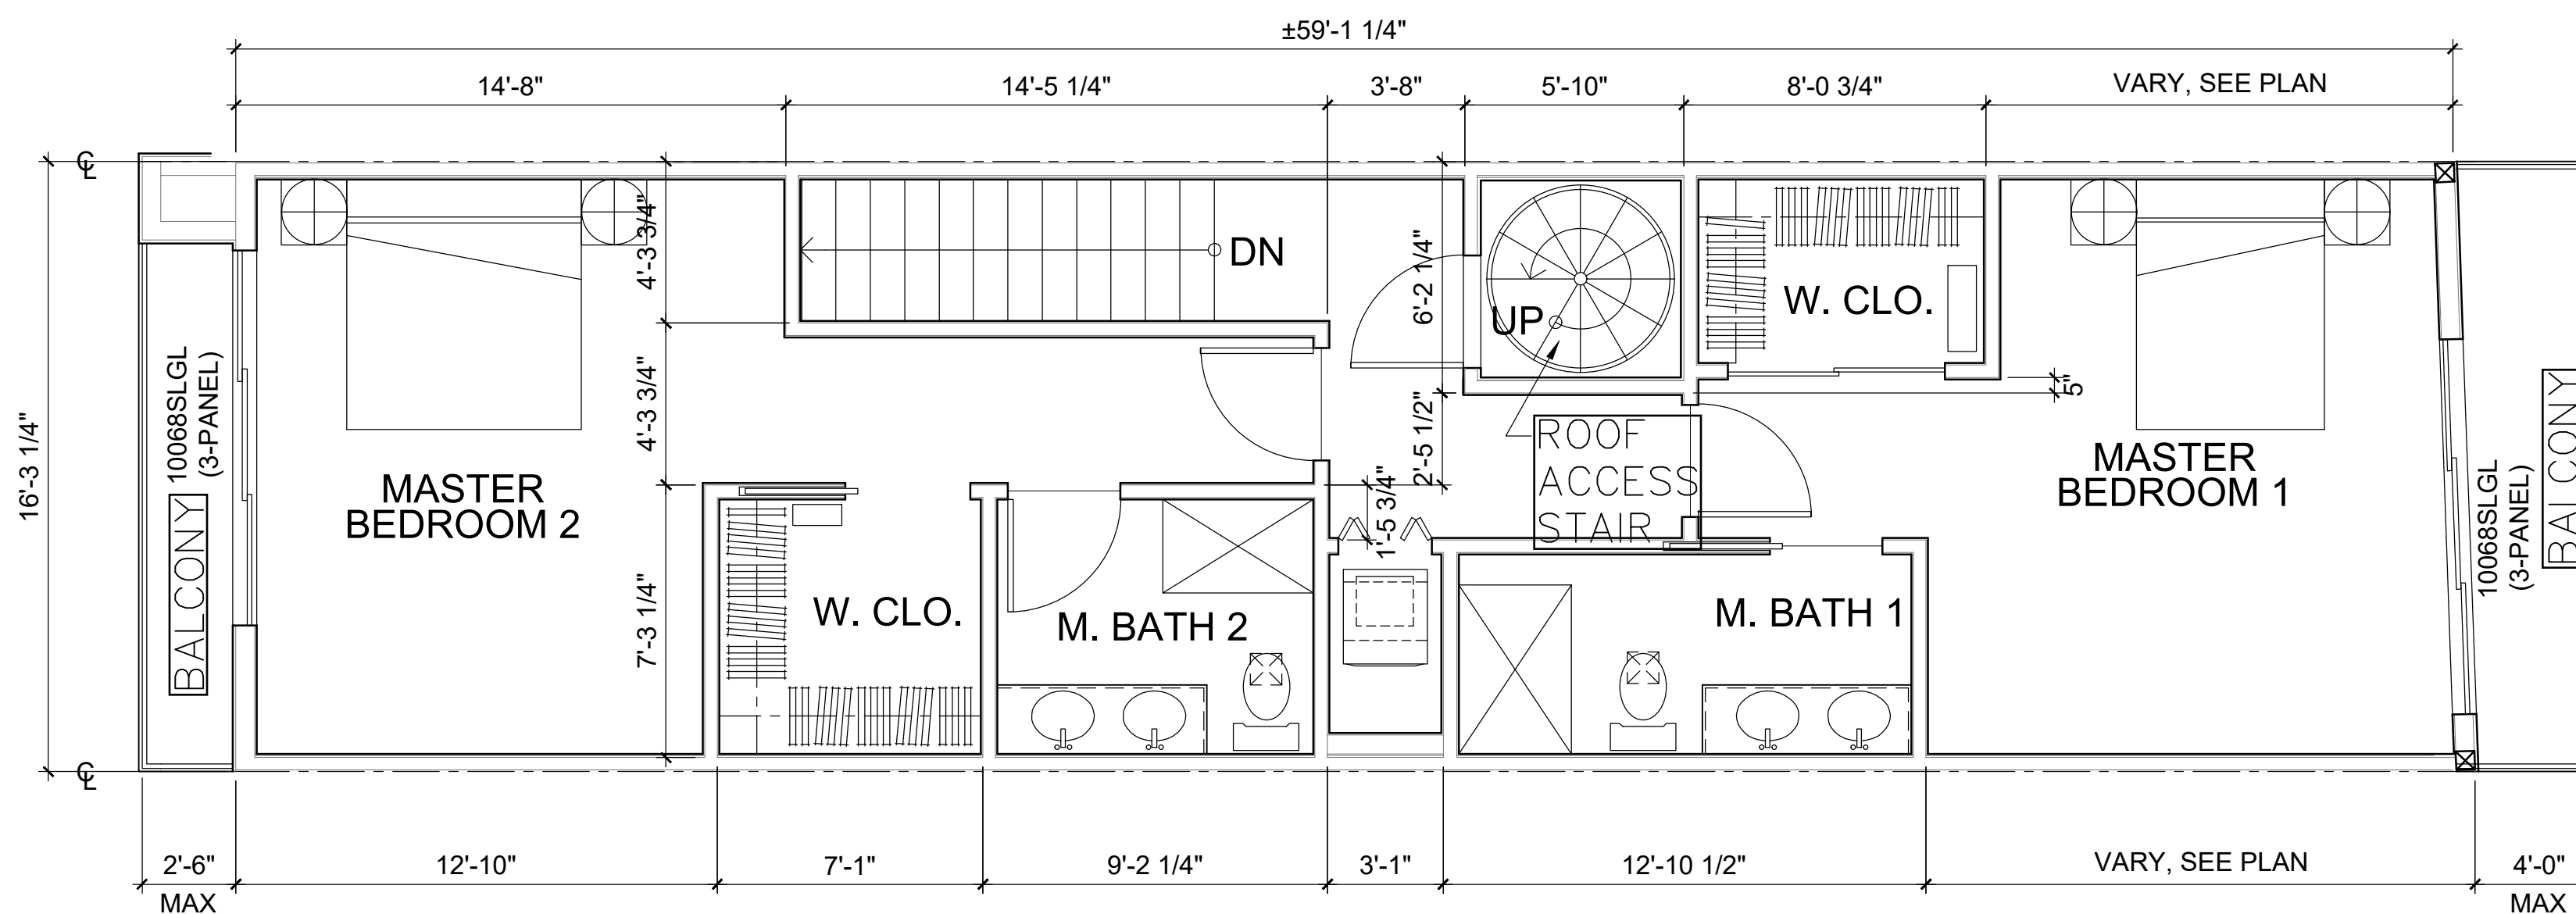 ±59'-1 1/4"
14'-8"
14'-5 1/4"
3'-8"
5'-10"
8'-0 3/4"
VARY, SEE PLAN
℄
16'-3 1/4"
℄
4'-3 3/4"
4'-3 3/4"
7'-3 1/4"
DN
6'-2 1/4"
2'-5 1/2"
1'-5 3/4"
UP
ROOF
ACCESS
STAIR
W. CLO.
5"
MASTER
BEDROOM 1
MASTER
BEDROOM 2
10068SLGL
(3-PANEL)
BALCONY
10068SLGL
(3-PANEL)
BALCONY
W. CLO.
M. BATH 2
M. BATH 1
2'-6"
MAX
12'-10"
7'-1"
9'-2 1/4"
3'-1"
12'-10 1/2"
VARY, SEE PLAN
4'-0"
MAX